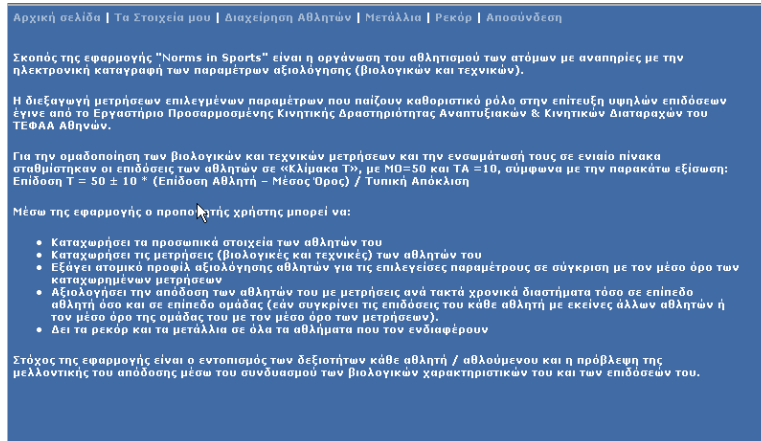 Αρχική σελίδα | Τα Στοιχεία μου | Διαχείρηση Αθλητών | Μετάλλια | Ρεκόρ | Αποσύνδεση
Σκοπός της εφαρμογής "Norms in Sports" είναι η οργάνωση του αθλητισμού των ατόμων με αναπηρίες με την
ηλεκτρονική καταγραφή των παραμέτρων αξιολόγησης (βιολογικών και τεχνικών).
Η διεξαγωγή μετρήσεων επιλεγμένων παραμέτρων που παίζουν καθοριστικό ρόλο στην επίτευξη υψηλών επιδόσεων
έγινε από το Εργαστήριο Προσαρμοσμένης Κινητικής Δραστηριότητας Αναπτυξιακών & Κινητικών Διαταραχών του
ΤΕΦΑΑ Αθηνών.
Για την ομαδοποίηση των βιολογικών και τεχνικών μετρήσεων και την ενσωμάτωσή τους σε ενιαίο πίνακα
σταθμίστηκαν οι επιδόσεις των αθλητών σε «Κλίμακα Τ», με ΜΟ=50 και ΤΑ =10, σύμφωνα με την παρακάτω εξίσωση:
Επίδοση Τ = 50 ± 10 * (Επίδοση Αθλητή – Μέσος Όρος) / Τυπική Απόκλιση
Μέσω της εφαρμογής ο προπονητής χρήστης μπορεί να:
• Καταχωρήσει τα προσωπικά στοιχεία των αθλητών του
• Καταχωρήσει τις μετρήσεις (βιολογικές και τεχνικές) των αθλητών του
• Εξάγει ατομικό προφίλ αξιολόγησης αθλητών για τις επιλεγείσες παραμέτρους σε σύγκριση με τον μέσο όρο των
καταχωρημένων μετρήσεων
• Αξιολογήσει την απόδοση των αθλητών του με μετρήσεις ανά τακτά χρονικά διαστήματα τόσο σε επίπεδο
αθλητή όσο και σε επίπεδο ομάδας (εάν συγκρίνει τις επιδόσεις του κάθε αθλητή με εκείνες άλλων αθλητών ή
τον μέσο όρο της ομάδας του με τον μέσο όρο των μετρήσεων).
• Δει τα ρεκόρ και τα μετάλλια σε όλα τα αθλήματα που τον ενδιαφέρουν
Στόχος της εφαρμογής είναι ο εντοπισμός των δεξιοτήτων κάθε αθλητή / αθλούμενου και η πρόβλεψη της
μελλοντικής του απόδοσης μέσω του συνδυασμού των βιολογικών χαρακτηριστικών του και των επιδόσεών του.